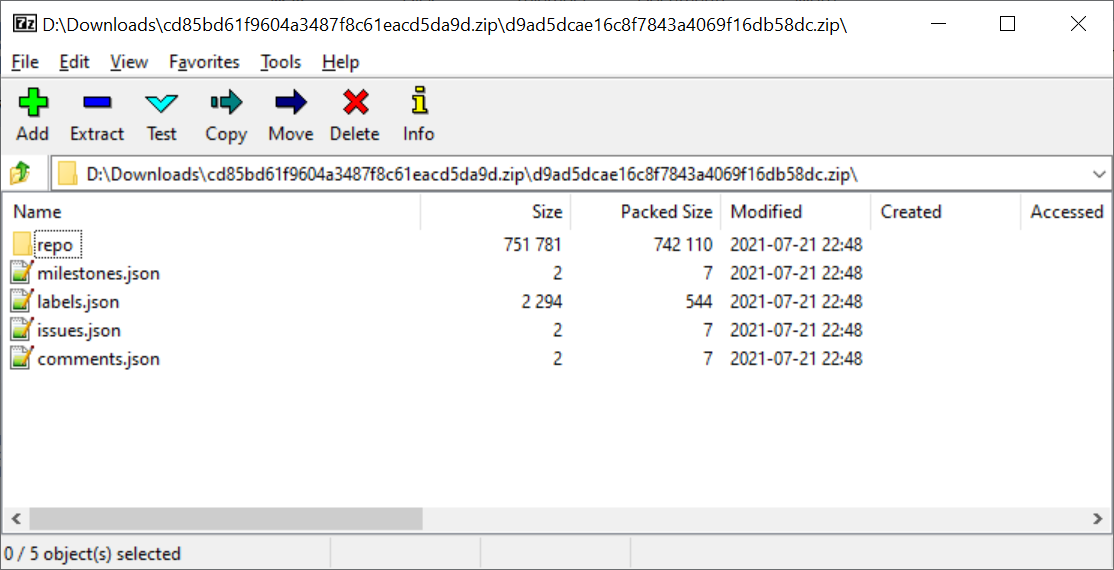 D:\Downloads\cd85bd61f9604a3487f8c61eacd5da9d.zip\d9ad5dcae16c8f7843a4069f16db58dc.zip\
File Edit View Favorites Tools Help
Add Extract Test Copy Move Delete Info
D:\Downloads\cd85bd61f9604a3487f8c61eacd5da9d.zip\d9ad5dcae16c8f7843a4069f16db58dc.zip\
Name Size Packed Size Modified Created Accessed
repo 751 781 742 110 2021-07-21 22:48
milestones.json 2 7 2021-07-21 22:48
labels.json 2 294 544 2021-07-21 22:48
issues.json 2 7 2021-07-21 22:48
comments.json 2 7 2021-07-21 22:48
0 / 5 object(s) selected